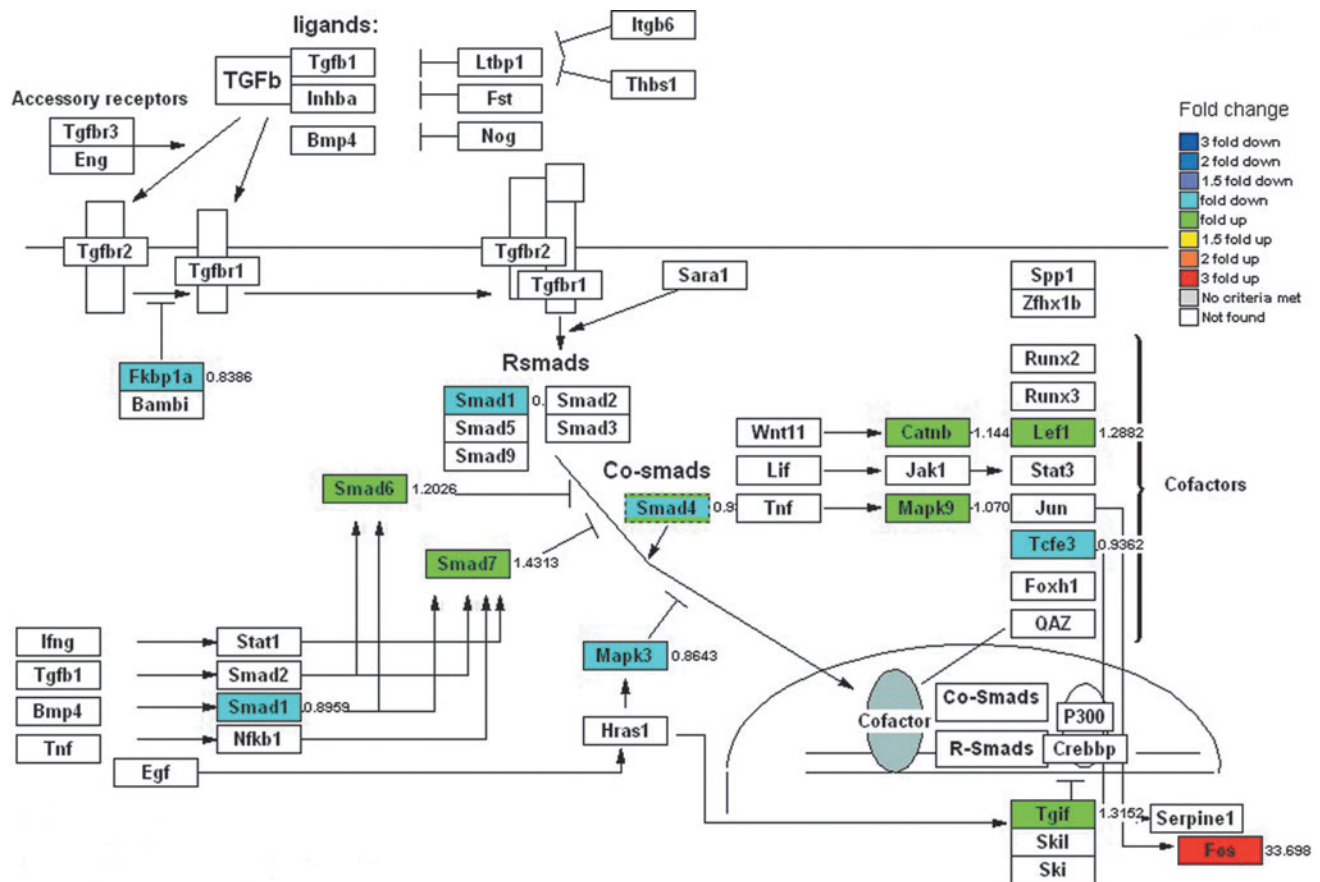 ligands:
Itgb6
Tgfb1
Ltbp1
TGFb
Thbs1
Accessory receptors
Inhba
Fst
Tgfbr3
Bmp4
Nog
Eng
Fold change
3 fold down
2 fold down
1.5 fold down
fold down
fold up
1.5 fold up
2 fold up
3 fold up
No criteria met
Not found
Tgfbr2
Tgfbr1
Tgfbr2
Tgfbr1
Sara1
Spp1
Zfhx1b
Rsmads
Runx2
Fkbp1a 0.8386
Bambi
Smad1 0.
Smad2
Runx3
Smad5
Smad3
Smad9
Wnt11
Catnb 1.144
Lef1 1.2882
Co-smads
Lif
Jak1
Stat3
Cofactors
Smad6 1.2026
Smad4
Tnf
Mapk9 1.070
Jun
Tcfe3 0.9362
Smad7 1.4313
Foxh1
QAZ
Ifng
Stat1
Mapk3 0.8643
Tgfb1
Smad2
Bmp4
Smad1 0.8959
Co-Smads
P300
Cofactor
Tnf
Nfkb1
Hras1
R-Smads
Crebbp
Egf
Tgif 1.3152
Serpine1
Skil
Fos 33.698
Ski